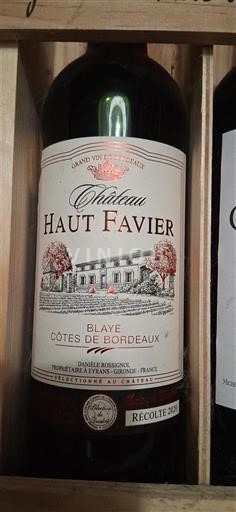 GRAND VIN DE BORDEAUX
Château
HAUT FAVIER
BLAYE
CÔTES DE BORDEAUX
DANIÈLE ROSSIGNOL
PROPRIÉTAIRE À EYRANS - GIRONDE - FRANCE
SÉLECTIONNÉ AU CHÂTEAU
RÉCOLTE 2020